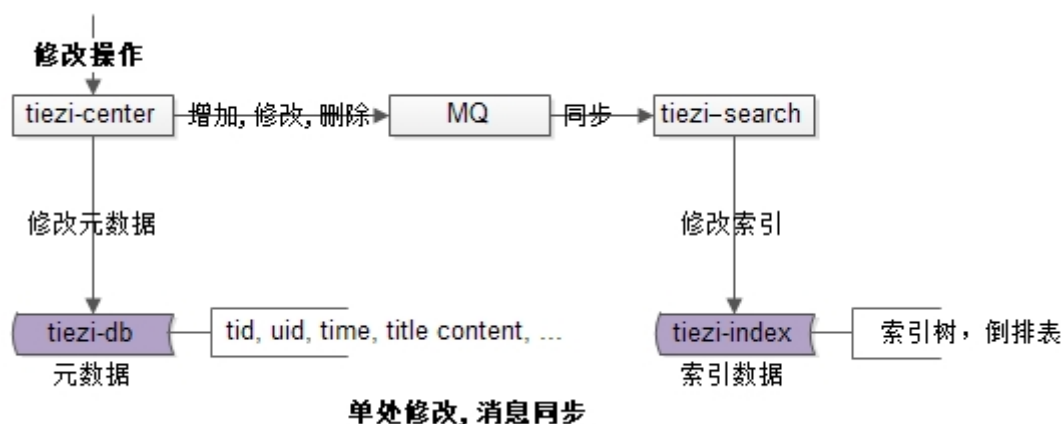 修改操作
tiezi-center
增加,修改,删除
MQ
同步
tiezi-search
修改元数据
修改索引
tiezi-db
tid, uid, time, title content, ...
tiezi-index
索引树，倒排表
元数据
索引数据
单处修改,消息同步